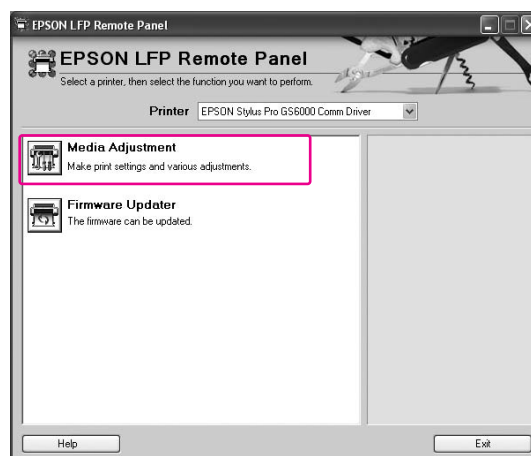 EPSON LFP Remote Panel
EPSON LFP Remote Panel
Select a printer, then select the function you want to perform.
Printer EPSON Stylus Pro GS6000 Comm Driver
Media Adjustment
Make print settings and various adjustments.
Firmware Updater
The firmware can be updated.
Help Exit